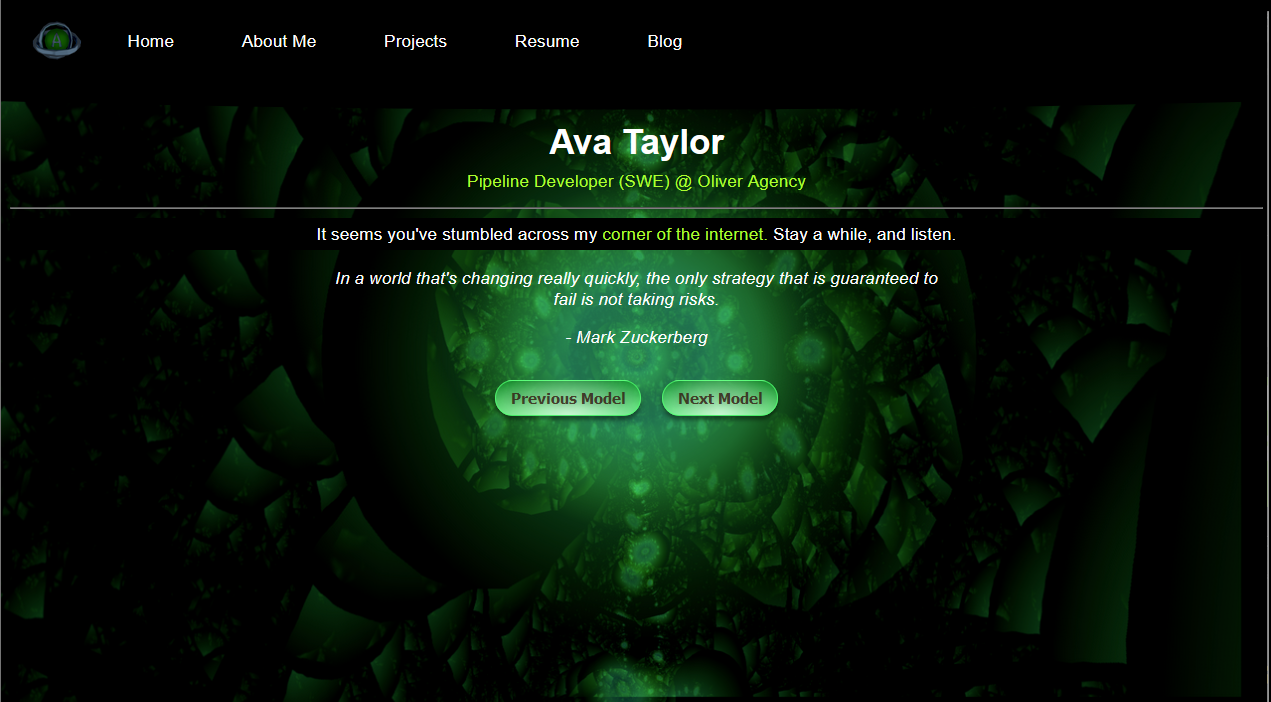 A
Home About Me Projects Resume Blog
Ava Taylor
Pipeline Developer (SWE) @ Oliver Agency
It seems you've stumbled across my corner of the internet. Stay a while, and listen.
In a world that's changing really quickly, the only strategy that is guaranteed to
fail is not taking risks.
- Mark Zuckerberg
Previous Model Next Model